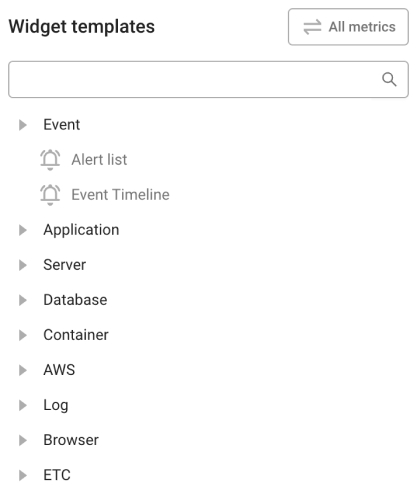 Widget templates
All metrics
Event
Alert list
Event Timeline
Application
Server
Database
Container
AWS
Log
Browser
ETC